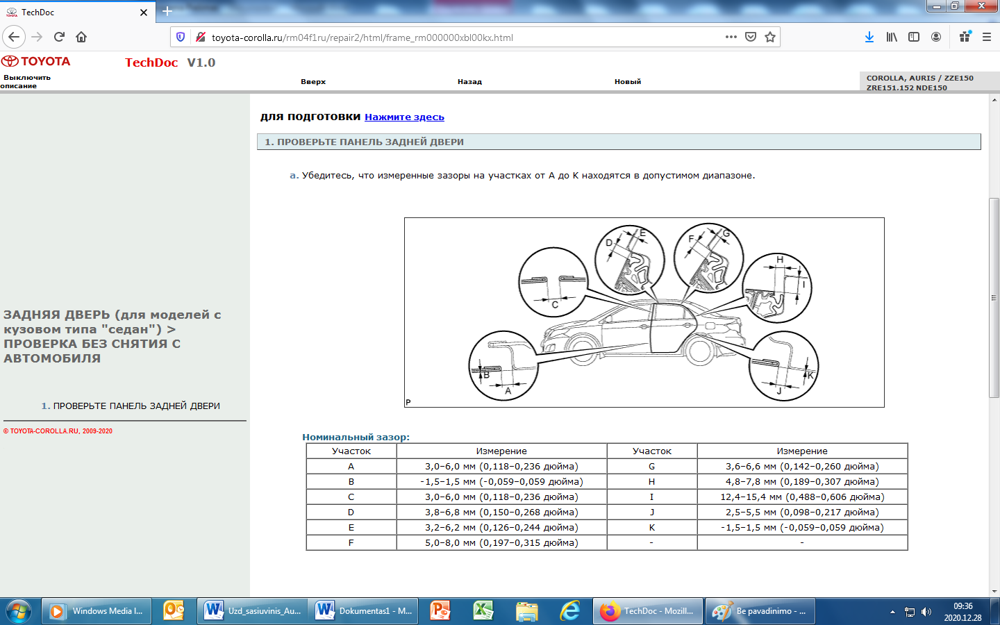 TechDoc
toyota-corolla.ru/rm04f1ru/repair2/html/frame_rm000000xbl00kx.html
TOYOTA
TechDoc V1.0
Выключить
описание
Вверх
Назад
Новый
COROLLA, AURIS / ZZE150
ZRE151,152 NDE150
ЗАДНЯЯ ДВЕРЬ (для моделей с
кузовом типа "седан") >
ПРОВЕРКА БЕЗ СНЯТИЯ С
АВТОМОБИЛЯ
1. ПРОВЕРЬТЕ ПАНЕЛЬ ЗАДНЕЙ ДВЕРИ
© TOYOTA-COROLLA.RU, 2009-2020
для подготовки Нажмите здесь
1. ПРОВЕРЬТЕ ПАНЕЛЬ ЗАДНЕЙ ДВЕРИ
a. Убедитесь, что измеренные зазоры на участках от A до K находятся в допустимом диапазоне.
E
G
D
F
H
I
C
B
A
K
J
P
Номинальный зазор:
Участок Измерение Участок Измерение
A 3,0–6,0 мм (0,118–0,236 дюйма) G 3,6–6,6 мм (0,142–0,260 дюйма)
B -1,5–1,5 мм (-0,059–0,059 дюйма) H 4,8–7,8 мм (0,189–0,307 дюйма)
C 3,0–6,0 мм (0,118–0,236 дюйма) I 12,4–15,4 мм (0,488–0,606 дюйма)
D 3,8–6,8 мм (0,150–0,268 дюйма) J 2,5–5,5 мм (0,098–0,217 дюйма)
E 3,2–6,2 мм (0,126–0,244 дюйма) K -1,5–1,5 мм (-0,059–0,059 дюйма)
F 5,0–8,0 мм (0,197–0,315 дюйма) - -
Windows Media l...
Uzd_sasiuvinis_Au...
Dokumentas1 - M...
TechDoc - Mozill...
Be pavadinimo - ...
09:36
2020.12.28